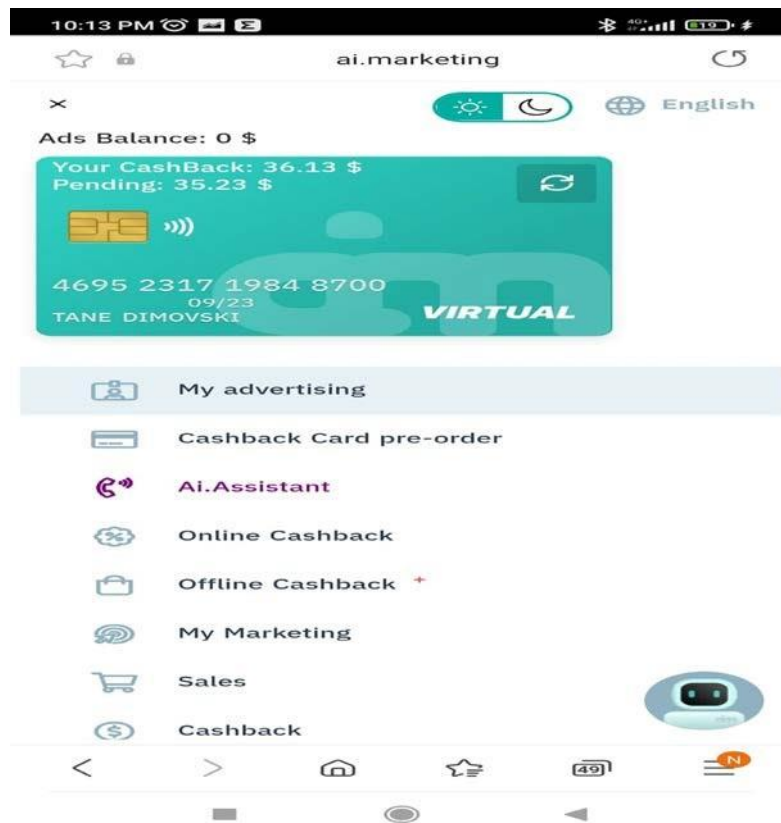 10:13 PM
4G+
19
ai.marketing
×
English
Ads Balance: 0 $
Your CashBack: 36.13 $
Pending: 35.23 $
4695 2317 1984 8700
09/23
TANE DIMOVSKI
VIRTUAL
My advertising
Cashback Card pre-order
Ai.Assistant
Online Cashback
Offline Cashback +
My Marketing
Sales
Cashback
49
N